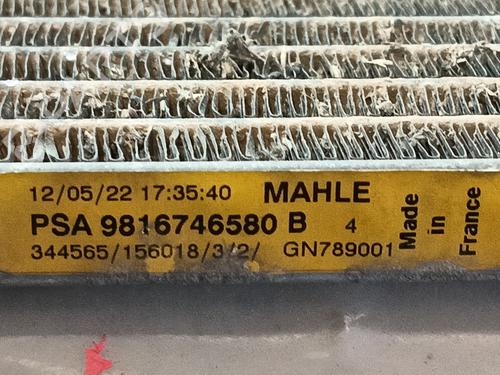 12/05/22 17:35:40 MAHLE
PSA 9816746580 B 4
344565/156018/3/2/ GN789001
Made
in
France